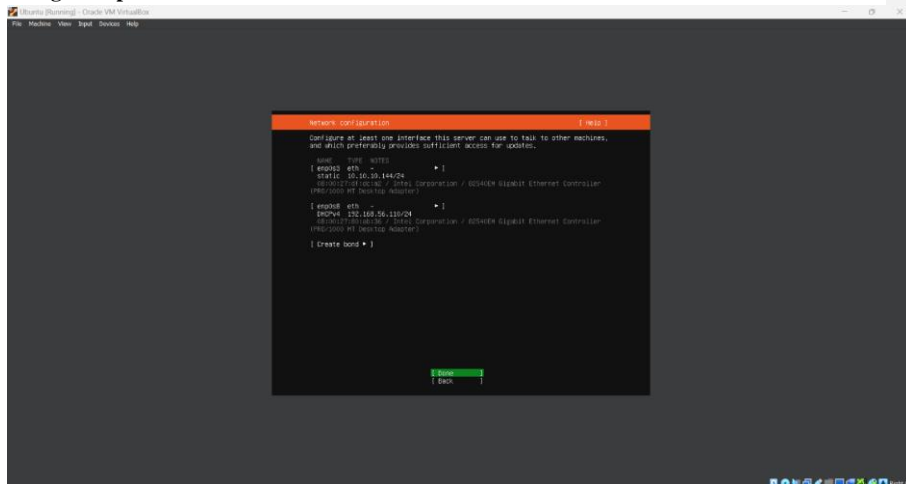 Ubuntu [Running] - Oracle VM VirtualBox
File Machine View Input Devices Help
Network configuration [ Help ]
Configure at least one interface this server can use to talk to other machines,
and which preferably provides sufficient access for updates.
NAME TYPE NOTES
[ enp0s3 eth - ▸ ]
static 10.10.10.144/24
/ Intel Corporation / 82540EM Gigabit Ethernet Controller
(PRO/1000 MT Desktop Adapter)
[ enp0s8 eth - ▸ ]
DHCPv4 192.168.56.110/24
/ Intel Corporation / 82540EM Gigabit Ethernet Controller
(PRO/1000 MT Desktop Adapter)
[ Create bond ▸ ]
[ Done ]
[ Back ]